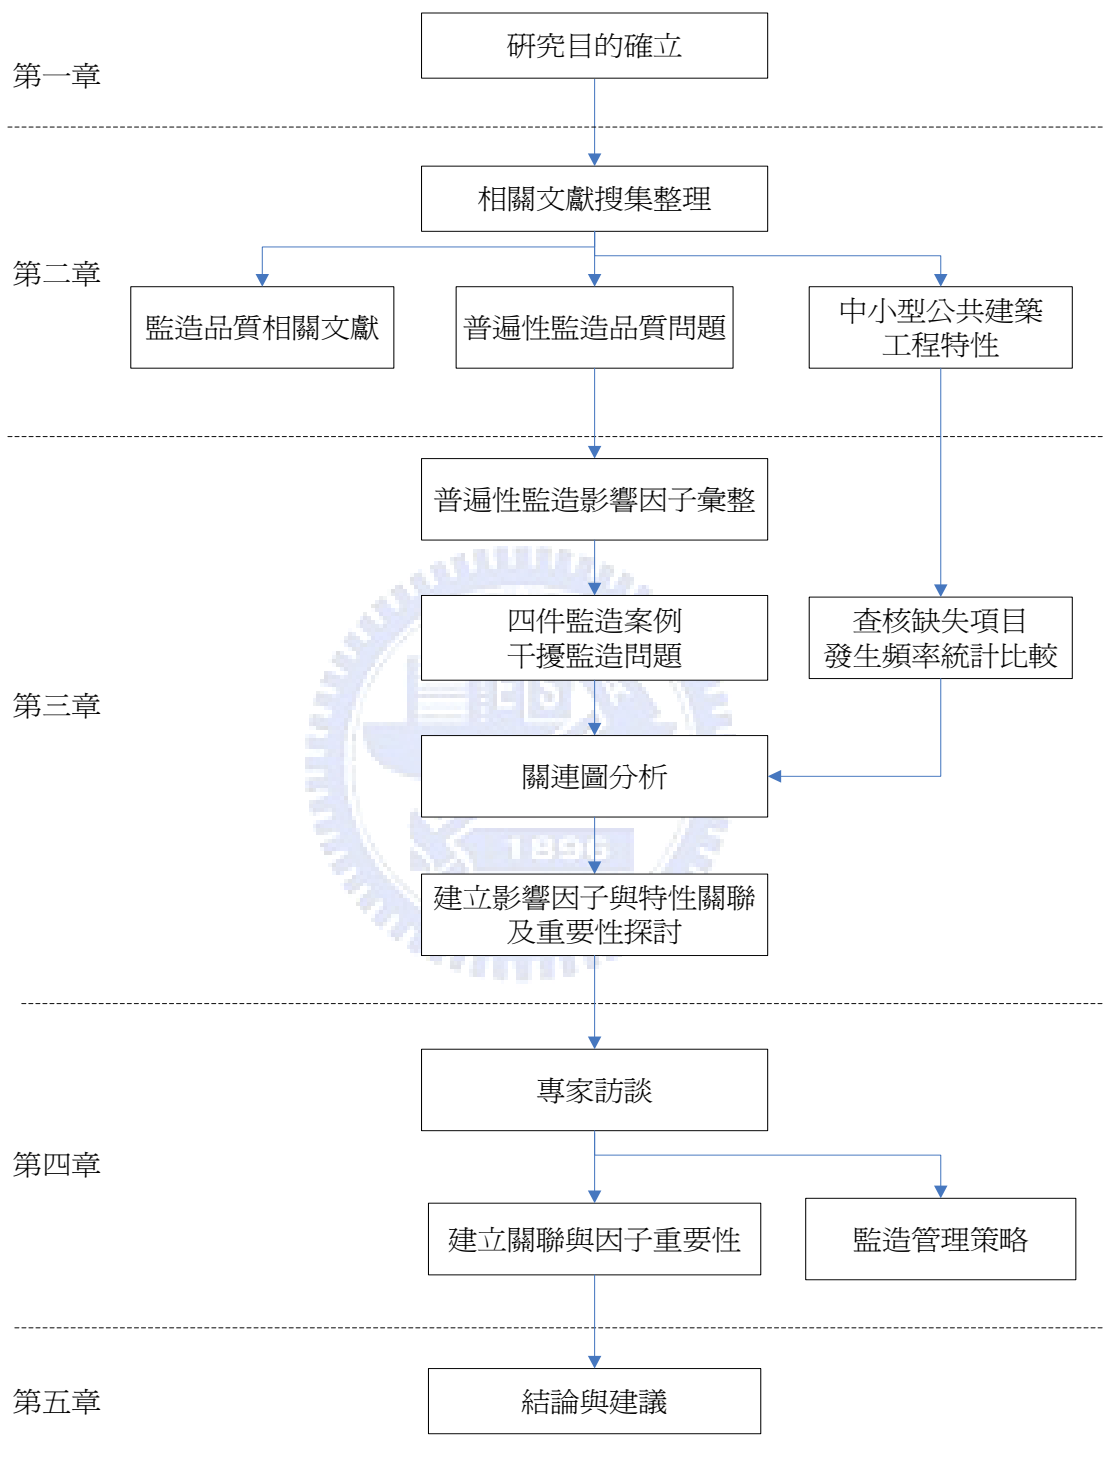 研究目的確立
第一章
相關文獻搜集整理
第二章
監造品質相關文獻
普遍性監造品質問題
中小型公共建築
工程特性
普遍性監造影響因子彙整
四件監造案例
干擾監造問題
查核缺失項目
發生頻率統計比較
第三章
關連圖分析
1896
建立影響因子與特性關聯
及重要性探討
專家訪談
第四章
建立關聯與因子重要性
監造管理策略
第五章
結論與建議